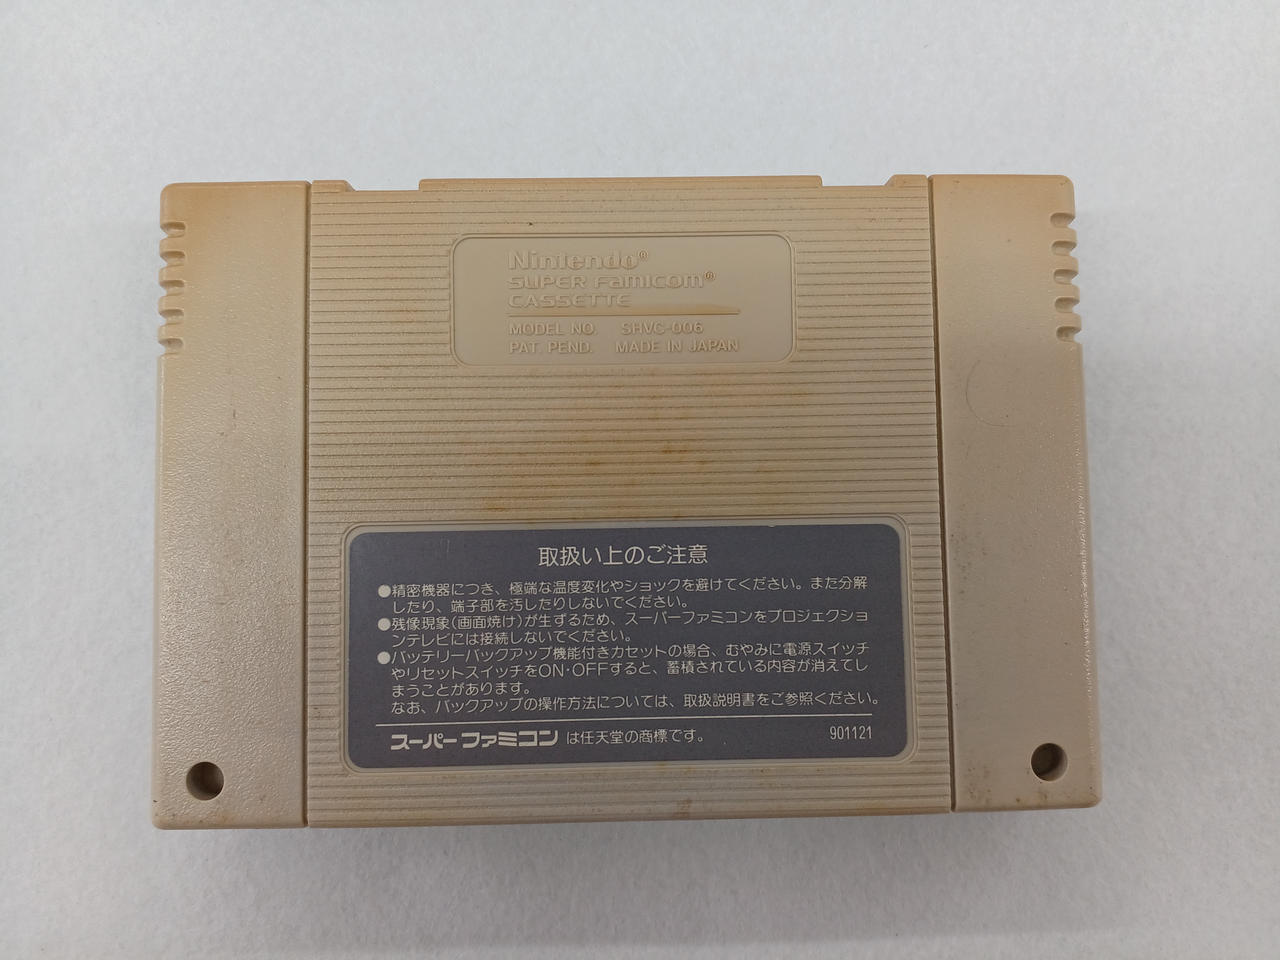 Nintendo®
SUPER Famicom®
CASSETTE
MODEL NO. SHVC-006
PAT. PEND. MADE IN JAPAN
取扱い上のご注意
●精密機器につき、極端な温度変化やショックを避けてください。また分解
したり、端子部を汚したりしないでください。
●残像現象(画面焼け)が生ずるため、スーパーファミコンをプロジェクショ
ンテレビには接続しないでください。
●バッテリーバックアップ機能付きカセットの場合、むやみに電源スイッチ
やリセットスイッチをON・OFFすると、蓄積されている内容が消えてし
まうことがあります。
なお、バックアップの操作方法については、取扱説明書をご参照ください。
スーパーファミコン は任天堂の商標です。 901121